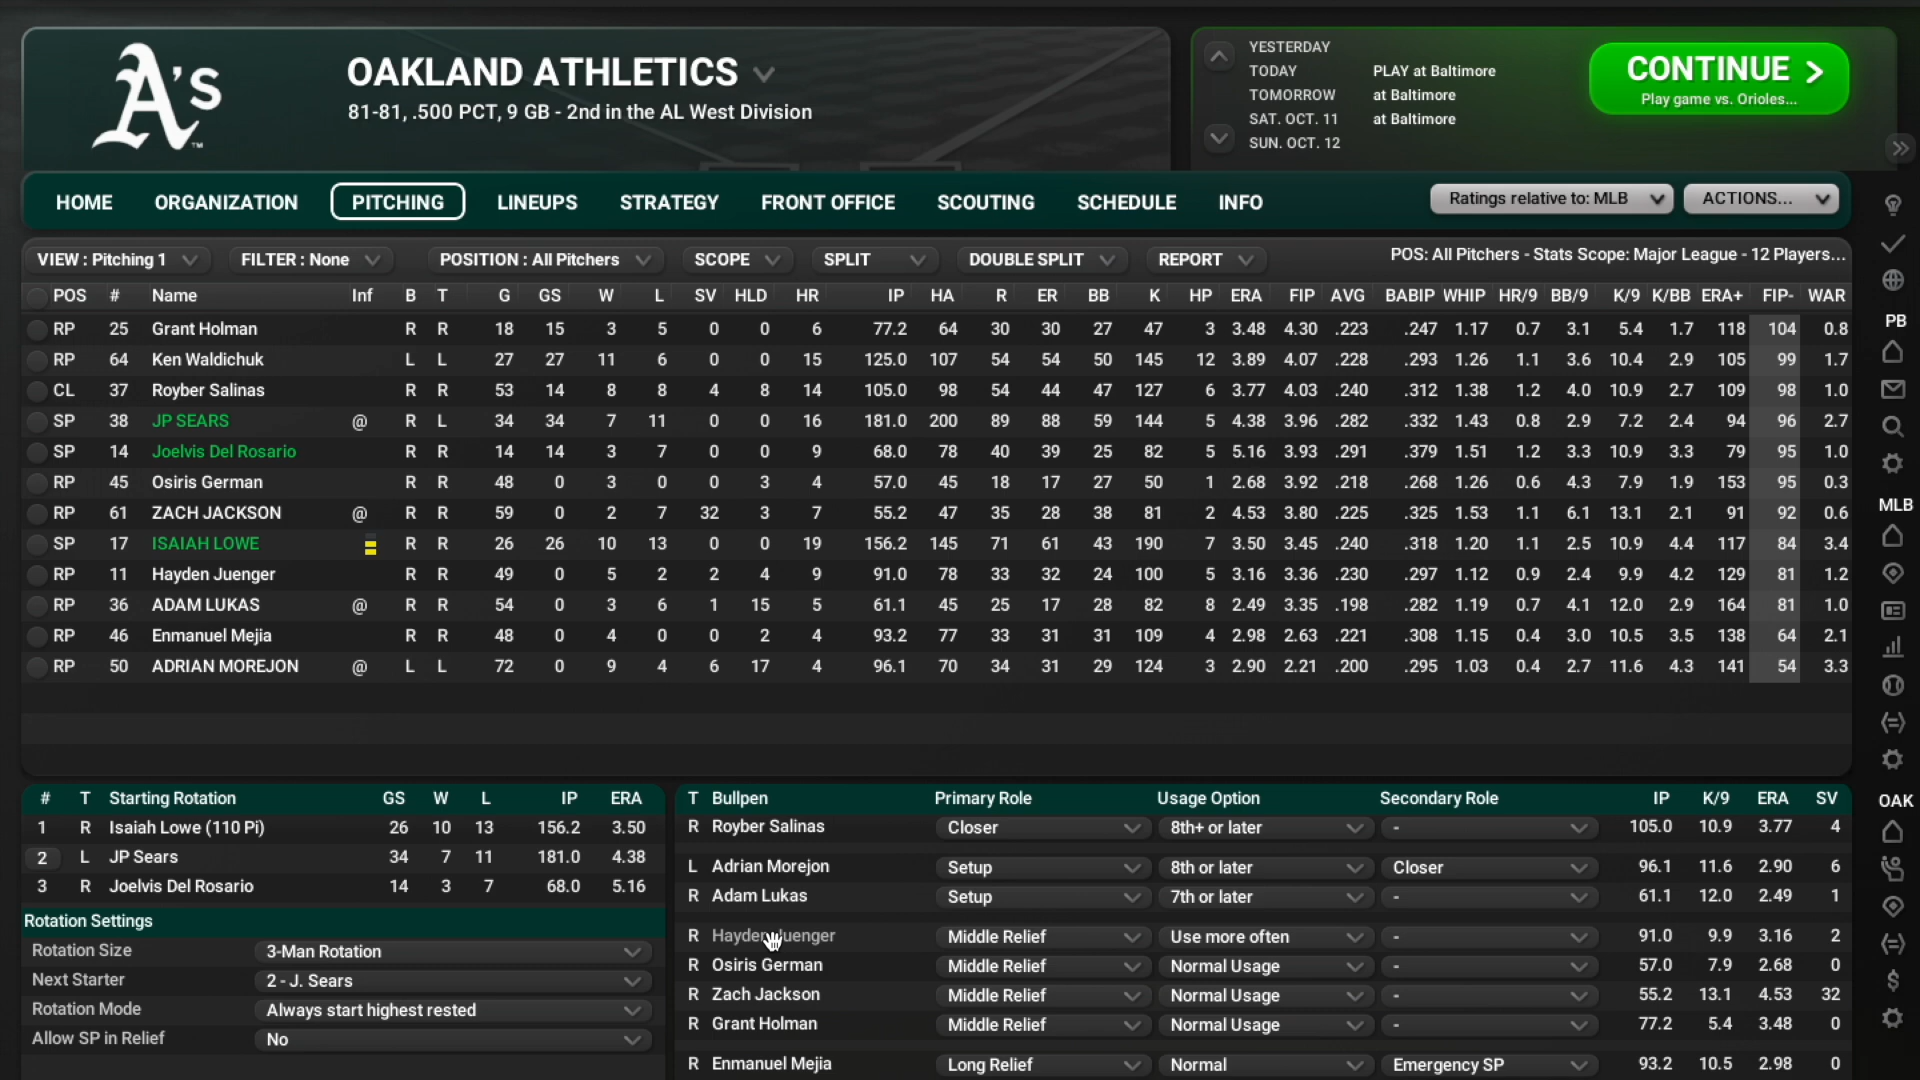 A's
OAKLAND ATHLETICS
81-81, .500 PCT, 9 GB - 2nd in the AL West Division
YESTERDAY
TODAY PLAY at Baltimore
TOMORROW at Baltimore
SAT. OCT. 11 at Baltimore
SUN. OCT. 12
CONTINUE
Play game vs. Orioles...
HOME ORGANIZATION PITCHING LINEUPS STRATEGY FRONT OFFICE SCOUTING SCHEDULE INFO Ratings relative to: MLB ACTIONS...
VIEW : Pitching 1 FILTER : None POSITION : All Pitchers SCOPE SPLIT DOUBLE SPLIT REPORT POS: All Pitchers - Stats Scope: Major League - 12 Players...
POS # Name Inf B T G GS W L SV HLD HR IP HA R ER BB K HP ERA FIP AVG BABIP WHIP HR/9 BB/9 K/9 K/BB ERA+ FIP- WAR
RP 25 Grant Holman R R 18 15 3 5 0 0 6 77.2 64 30 30 27 47 3 3.48 4.30 .223 .247 1.17 0.7 3.1 5.4 1.7 118 104 0.8
RP 64 Ken Waldichuk L L 27 27 11 6 0 0 15 125.0 107 54 54 50 145 12 3.89 4.07 .228 .293 1.26 1.1 3.6 10.4 2.9 105 99 1.7
CL 37 Royber Salinas R R 53 14 8 8 4 8 14 105.0 98 54 44 47 127 6 3.77 4.03 .240 .312 1.38 1.2 4.0 10.9 2.7 109 98 1.0
SP 38 JP SEARS @ R L 34 34 7 11 0 0 16 181.0 200 89 88 59 144 5 4.38 3.96 .282 .332 1.43 0.8 2.9 7.2 2.4 94 96 2.7
SP 14 Joelvis Del Rosario R R 14 14 3 7 0 0 9 68.0 78 40 39 25 82 5 5.16 3.93 .291 .379 1.51 1.2 3.3 10.9 3.3 79 95 1.0
RP 45 Osiris German R R 48 0 3 0 0 3 4 57.0 45 18 17 27 50 1 2.68 3.92 .218 .268 1.26 0.6 4.3 7.9 1.9 153 95 0.3
RP 61 ZACH JACKSON @ R R 59 0 2 7 32 3 7 55.2 47 35 28 38 81 2 4.53 3.80 .225 .325 1.53 1.1 6.1 13.1 2.1 91 92 0.6
SP 17 ISAIAH LOWE R R 26 26 10 13 0 0 19 156.2 145 71 61 43 190 7 3.50 3.45 .240 .318 1.20 1.1 2.5 10.9 4.4 117 84 3.4
RP 11 Hayden Juenger R R 49 0 5 2 2 4 9 91.0 78 33 32 24 100 5 3.16 3.36 .230 .297 1.12 0.9 2.4 9.9 4.2 129 81 1.2
RP 36 ADAM LUKAS @ R R 54 0 3 6 1 15 5 61.1 45 25 17 28 82 8 2.49 3.35 .198 .282 1.19 0.7 4.1 12.0 2.9 164 81 1.0
RP 46 Enmanuel Mejia R R 48 0 4 0 0 2 4 93.2 77 33 31 31 109 4 2.98 2.63 .221 .308 1.15 0.4 3.0 10.5 3.5 138 64 2.1
RP 50 ADRIAN MOREJON @ L L 72 0 9 4 6 17 4 96.1 70 34 31 29 124 3 2.90 2.21 .200 .295 1.03 0.4 2.7 11.6 4.3 141 54 3.3
PB
MLB
OAK
# T Starting Rotation GS W L IP ERA
1 R Isaiah Lowe (110 Pi) 26 10 13 156.2 3.50
2 L JP Sears 34 7 11 181.0 4.38
3 R Joelvis Del Rosario 14 3 7 68.0 5.16
Rotation Settings
Rotation Size 3-Man Rotation
Next Starter 2 - J. Sears
Rotation Mode Always start highest rested
Allow SP in Relief No
T Bullpen Primary Role Usage Option Secondary Role IP K/9 ERA SV
R Royber Salinas Closer 8th+ or later - 105.0 10.9 3.77 4
L Adrian Morejon Setup 8th or later Closer 96.1 11.6 2.90 6
R Adam Lukas Setup 7th or later - 61.1 12.0 2.49 1
R Hayden Juenger Middle Relief Use more often - 91.0 9.9 3.16 2
R Osiris German Middle Relief Normal Usage - 57.0 7.9 2.68 0
R Zach Jackson Middle Relief Normal Usage - 55.2 13.1 4.53 32
R Grant Holman Middle Relief Normal Usage - 77.2 5.4 3.48 0
R Enmanuel Mejia Long Relief Normal Emergency SP 93.2 10.5 2.98 0